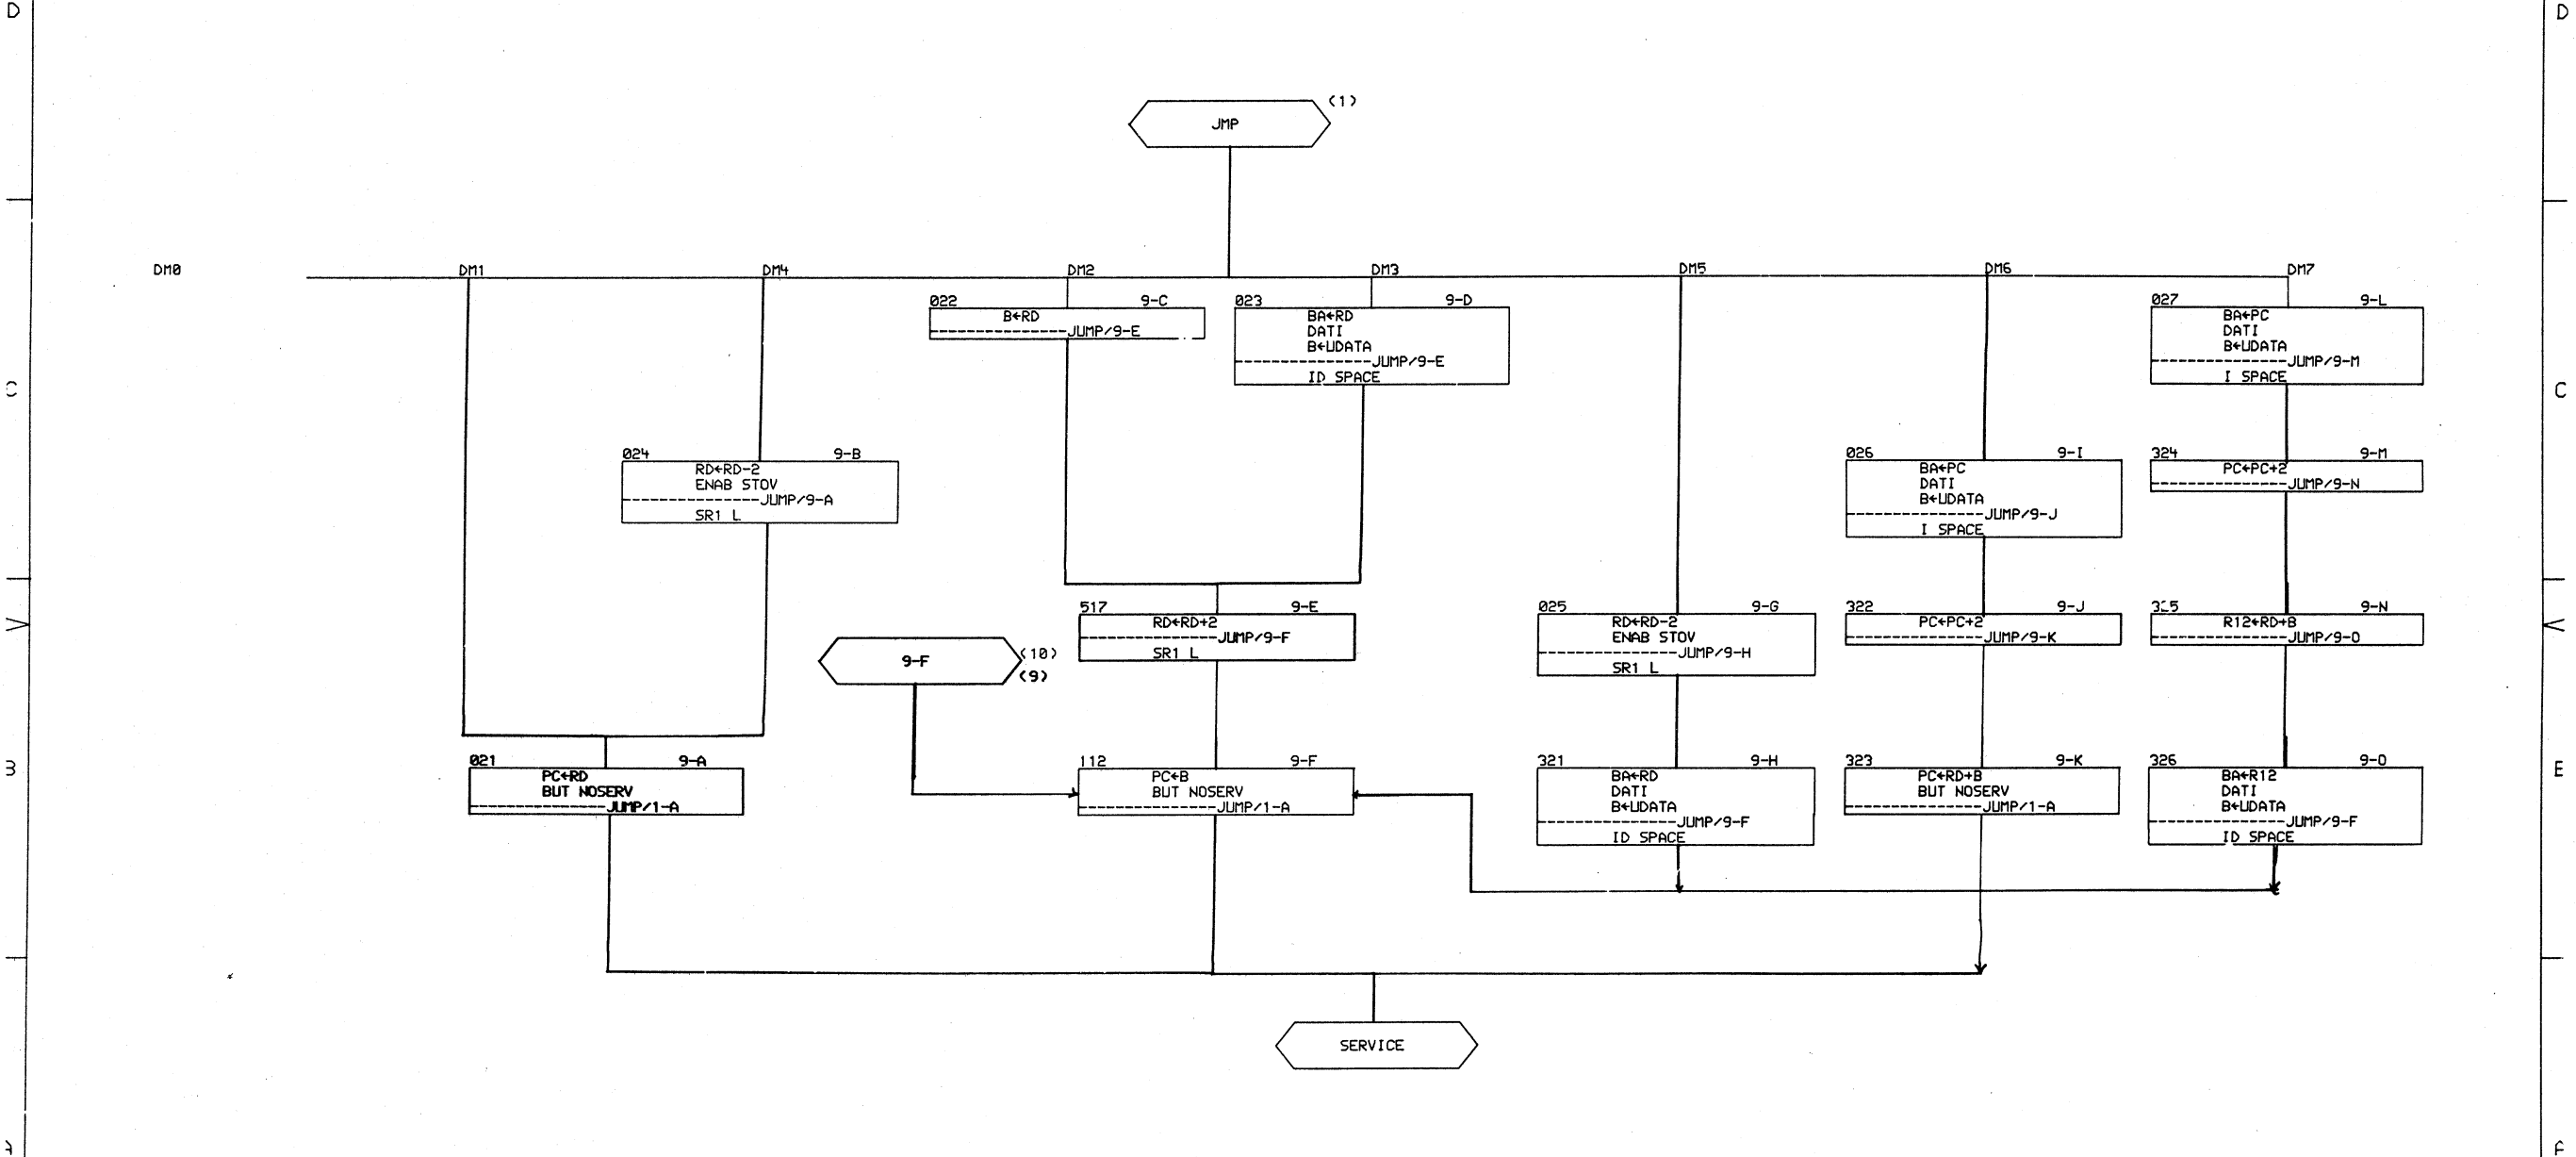 D D
(1)
JMP
DM0 DM1 DM4 DM2 DM3 DM5 DM6 DM7
022 9-C
B←RD
JUMP/9-E
023 9-D
BA←RD
DATI
B←UDATA
JUMP/9-E
ID SPACE
027 9-L
BA←PC
DATI
B←UDATA
JUMP/9-M
I SPACE
C C
024 9-B
RD←RD-2
ENAB STOV
JUMP/9-A
SR1 L
026 9-I
BA←PC
DATI
B←UDATA
JUMP/9-J
I SPACE
324 9-M
PC←PC+2
JUMP/9-N
517 9-E
RD←RD+2
JUMP/9-F
SR1 L
025 9-G
RD←RD-2
ENAB STOV
JUMP/9-H
SR1 L
322 9-J
PC←PC+2
JUMP/9-K
9-N
R12←RD+B
JUMP/9-O
9-F
(10)
(9)
021 9-A
PC←RD
BUT NOSERV
JUMP/1-A
112 9-F
PC←B
BUT NOSERV
JUMP/1-A
321 9-H
BA←RD
DATI
B←UDATA
JUMP/9-F
ID SPACE
323 9-K
PC←RD+B
BUT NOSERV
JUMP/1-A
326 9-O
BA←R12
DATI
B←UDATA
JUMP/9-F
ID SPACE
SERVICE